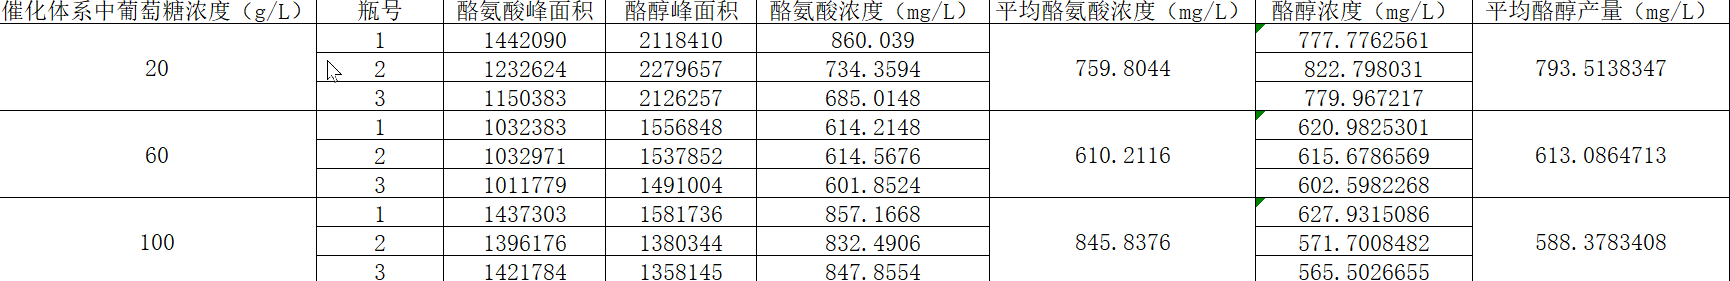 催化体系中葡萄糖浓度（g/L） 瓶号 酪氨酸峰面积 酪醇峰面积 酪氨酸浓度（mg/L） 平均酪氨酸浓度（mg/L） 酪醇浓度（mg/L） 平均酪醇产量（mg/L）
1 1442090 2118410 860.039 777.7762561
20 2 1232624 2279657 734.3594 759.8044 822.798031 793.5138347
3 1150383 2126257 685.0148 779.967217
1 1032383 1556848 614.2148 620.9825301
60 2 1032971 1537852 614.5676 610.2116 615.6786569 613.0864713
3 1011779 1491004 601.8524 602.5982268
1 1437303 1581736 857.1668 627.9315086
100 2 1396176 1380344 832.4906 845.8376 571.7008482 588.3783408
3 1421784 1358145 847.8554 565.5026655